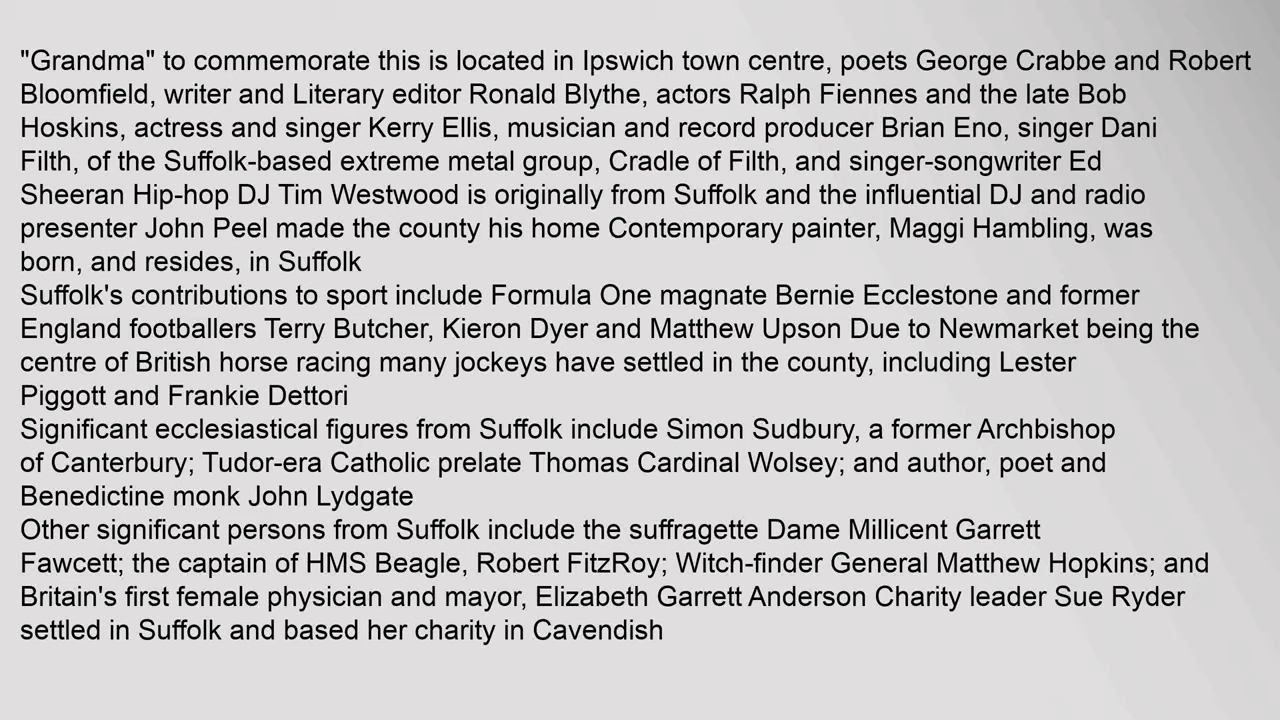 "Grandma" to commemorate this is located in Ipswich town centre, poets George Crabbe and Robert
Bloomfield, writer and Literary editor Ronald Blythe, actors Ralph Fiennes and the late Bob
Hoskins, actress and singer Kerry Ellis, musician and record producer Brian Eno, singer Dani
Filth, of the Suffolk-based extreme metal group, Cradle of Filth, and singer-songwriter Ed
Sheeran Hip-hop DJ Tim Westwood is originally from Suffolk and the influential DJ and radio
presenter John Peel made the county his home Contemporary painter, Maggi Hambling, was
born, and resides, in Suffolk
Suffolk's contributions to sport include Formula One magnate Bernie Ecclestone and former
England footballers Terry Butcher, Kieron Dyer and Matthew Upson Due to Newmarket being the
centre of British horse racing many jockeys have settled in the county, including Lester
Piggott and Frankie Dettori
Significant ecclesiastical figures from Suffolk include Simon Sudbury, a former Archbishop
of Canterbury; Tudor-era Catholic prelate Thomas Cardinal Wolsey; and author, poet and
Benedictine monk John Lydgate
Other significant persons from Suffolk include the suffragette Dame Millicent Garrett
Fawcett; the captain of HMS Beagle, Robert FitzRoy; Witch-finder General Matthew Hopkins; and
Britain's first female physician and mayor, Elizabeth Garrett Anderson Charity leader Sue Ryder
settled in Suffolk and based her charity in Cavendish